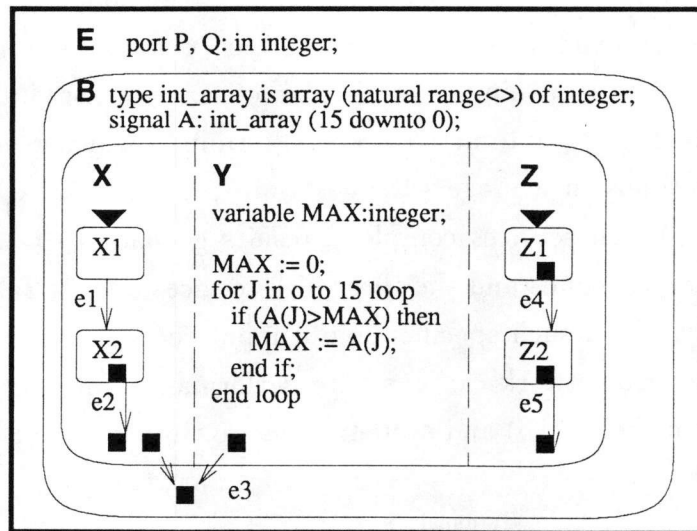 E port P, Q: in integer;
B type int_array is array (natural range<>) of integer;
signal A: int_array (15 downto 0);
X Y Z
variable MAX:integer;
X1 Z1
MAX := 0;
e1 for J in o to 15 loop e4
if (A(J)>MAX) then
X2 MAX := A(J); Z2
end if;
e2 end loop e5
e3